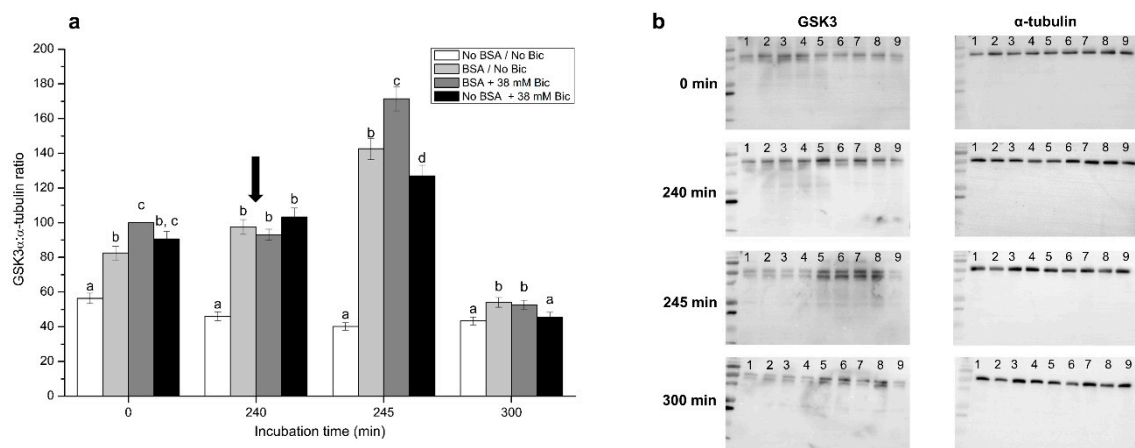 a
200
180
160
140
120
100
80
60
40
20
0
GSK3α:α-tubulin ratio
No BSA / No Bic
BSA / No Bic
BSA + 38 mM Bic
No BSA + 38 mM Bic
a b c b, c
a b b b
a b c d
a b b a
0 240 245 300
Incubation time (min)
b
GSK3 α-tubulin
0 min
1 2 3 4 5 6 7 8 9
1 2 3 4 5 6 7 8 9
240 min
1 2 3 4 5 6 7 8 9
1 2 3 4 5 6 7 8 9
245 min
1 2 3 4 5 6 7 8 9
1 2 3 4 5 6 7 8 9
300 min
1 2 3 4 5 6 7 8 9
1 2 3 4 5 6 7 8 9